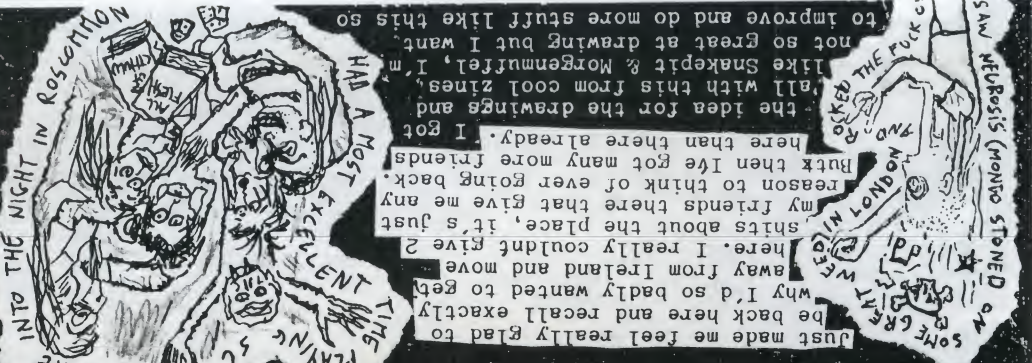 Just made me feel really glad to
be back here and recall exactly
why I'd so badly wanted to get
away from Ireland and move
here. I really couldnt give 2
shits about the place, it's just
my friends there that give me any
reason to think of ever going back.
Rutx then I've got many more friends
here than there already.
I got
the idea for the drawings and
all with this from cool zines,
like Snakepit & Morgenmuffel, I'm
not so great at drawing but I want
to improve and do more stuff like this so
HAD A MOST EXCELLENT TIME
PLAYING
INTO THE NIGHT IN ROSCOMMON
NEUROSIS (MONDO STONED ON
SOME GREAT WEED IN LONDON AND
ROCKED THE FUCK